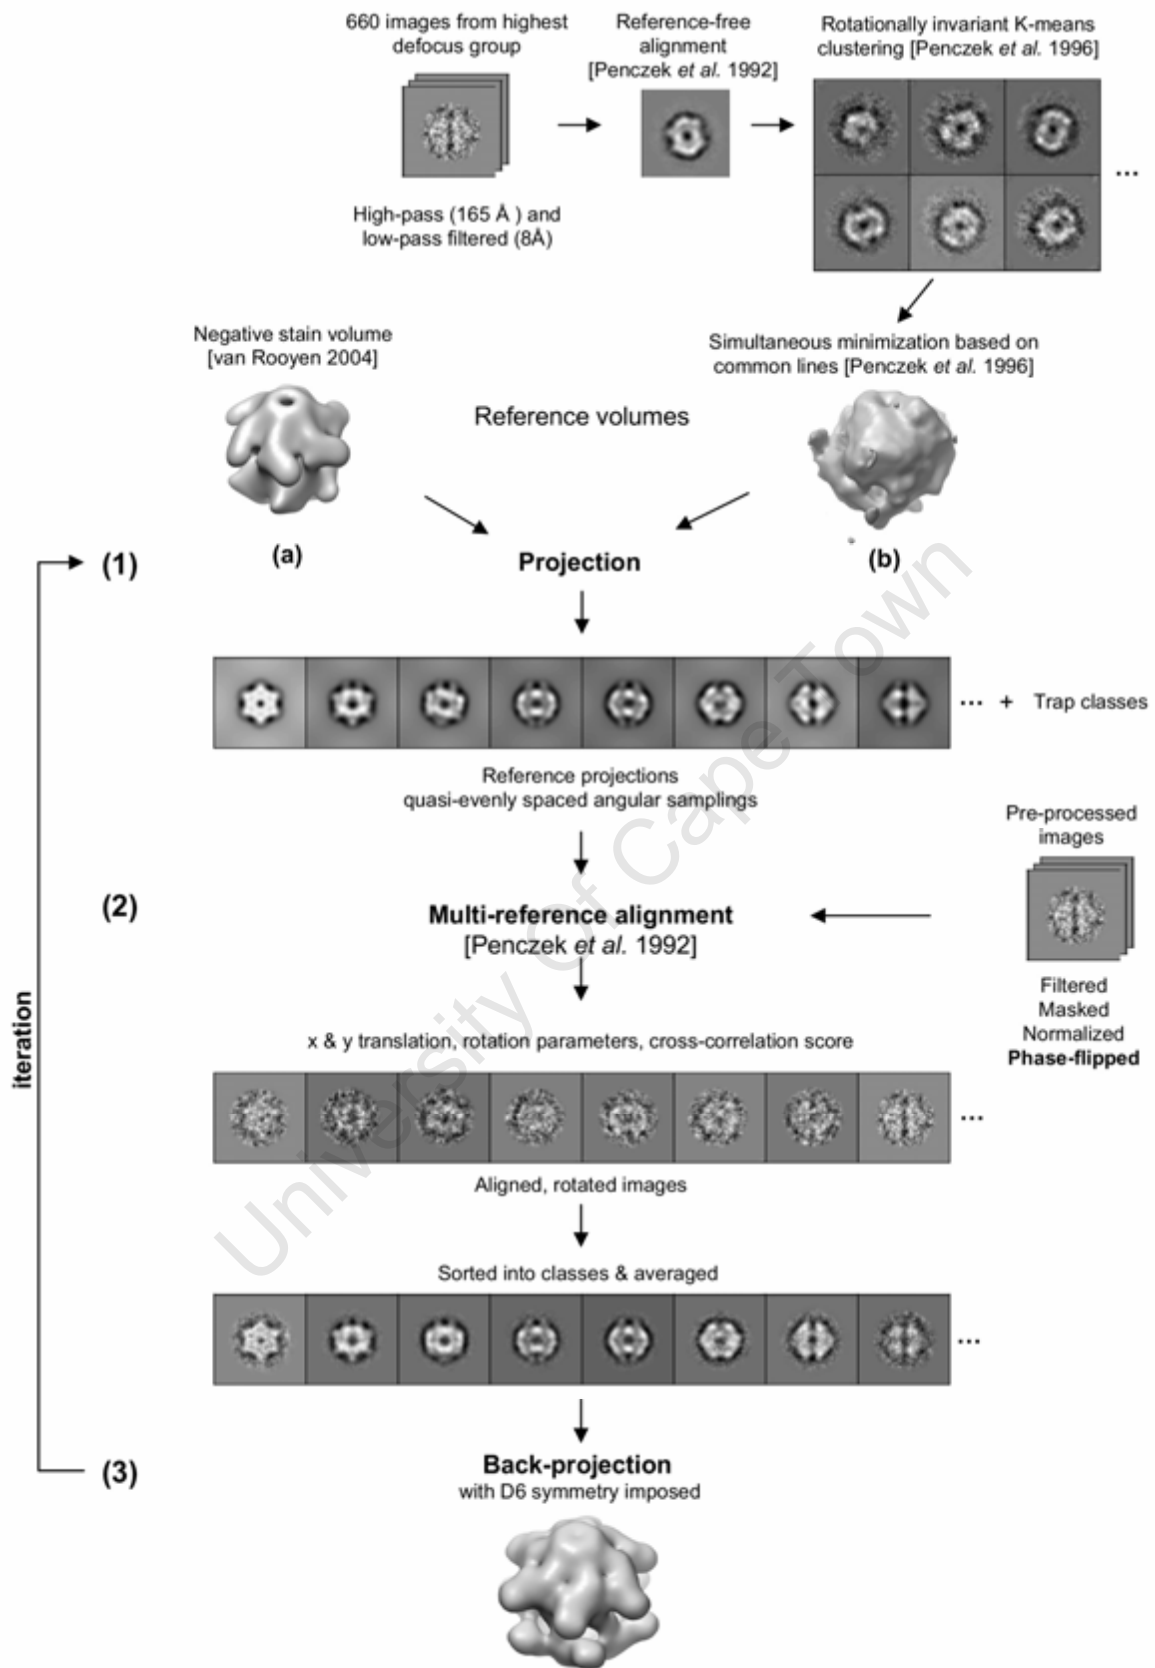 660 images from highest
defocus group
Reference-free
alignment
[Penczek et al. 1992]
Rotationally invariant K-means
clustering [Penczek et al. 1996]
...
High-pass (165 Å ) and
low-pass filtered (8Å)
Negative stain volume
[van Rooyen 2004]
Simultaneous minimization based on
common lines [Penczek et al. 1996]
Reference volumes
(a)
(b)
(1)
Projection
... + Trap classes
Reference projections
quasi-evenly spaced angular samplings
Pre-processed
images
(2)
Multi-reference alignment
[Penczek et al. 1992]
Filtered
Masked
Normalized
Phase-flipped
iteration
x & y translation, rotation parameters, cross-correlation score
...
Aligned, rotated images
Sorted into classes & averaged
...
(3)
Back-projection
with D6 symmetry imposed
University Of Cape Town